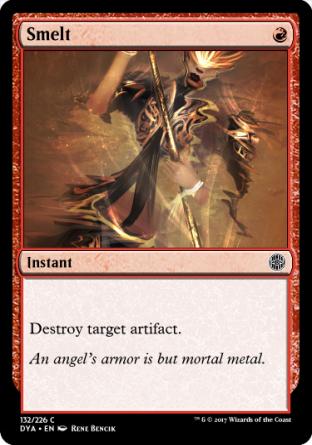 Smelt
Instant
Destroy target artifact.
An angel's armor is but mortal metal.
132/226 C
DYA • EN Rene Bencik
™ & © 2017 Wizards of the Coast